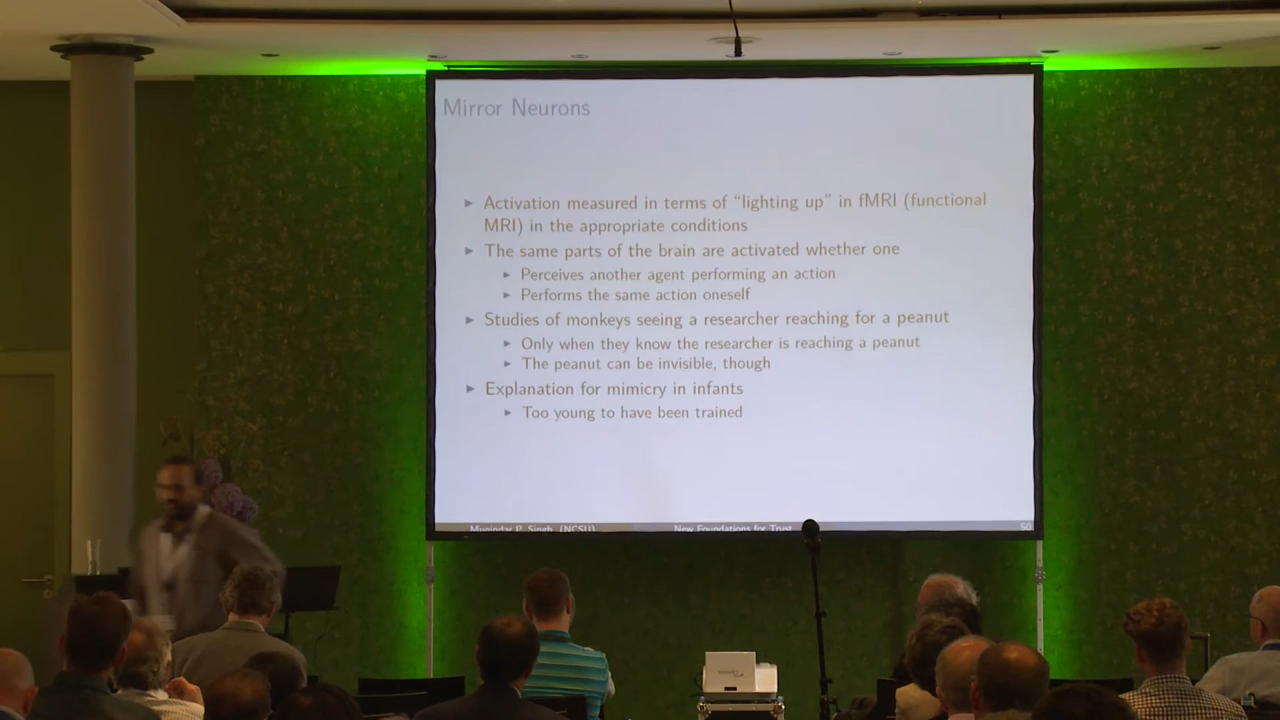 Mirror Neurons
Activation measured in terms of “lighting up” in fMRI (functional
MRI) in the appropriate conditions
The same parts of the brain are activated whether one
Perceives another agent performing an action
Performs the same action oneself
Studies of monkeys seeing a researcher reaching for a peanut
Only when they know the researcher is reaching a peanut
The peanut can be invisible, though
Explanation for mimicry in infants
Too young to have been trained
Munindar P. Singh (NCSU) New Foundations for Trust 50